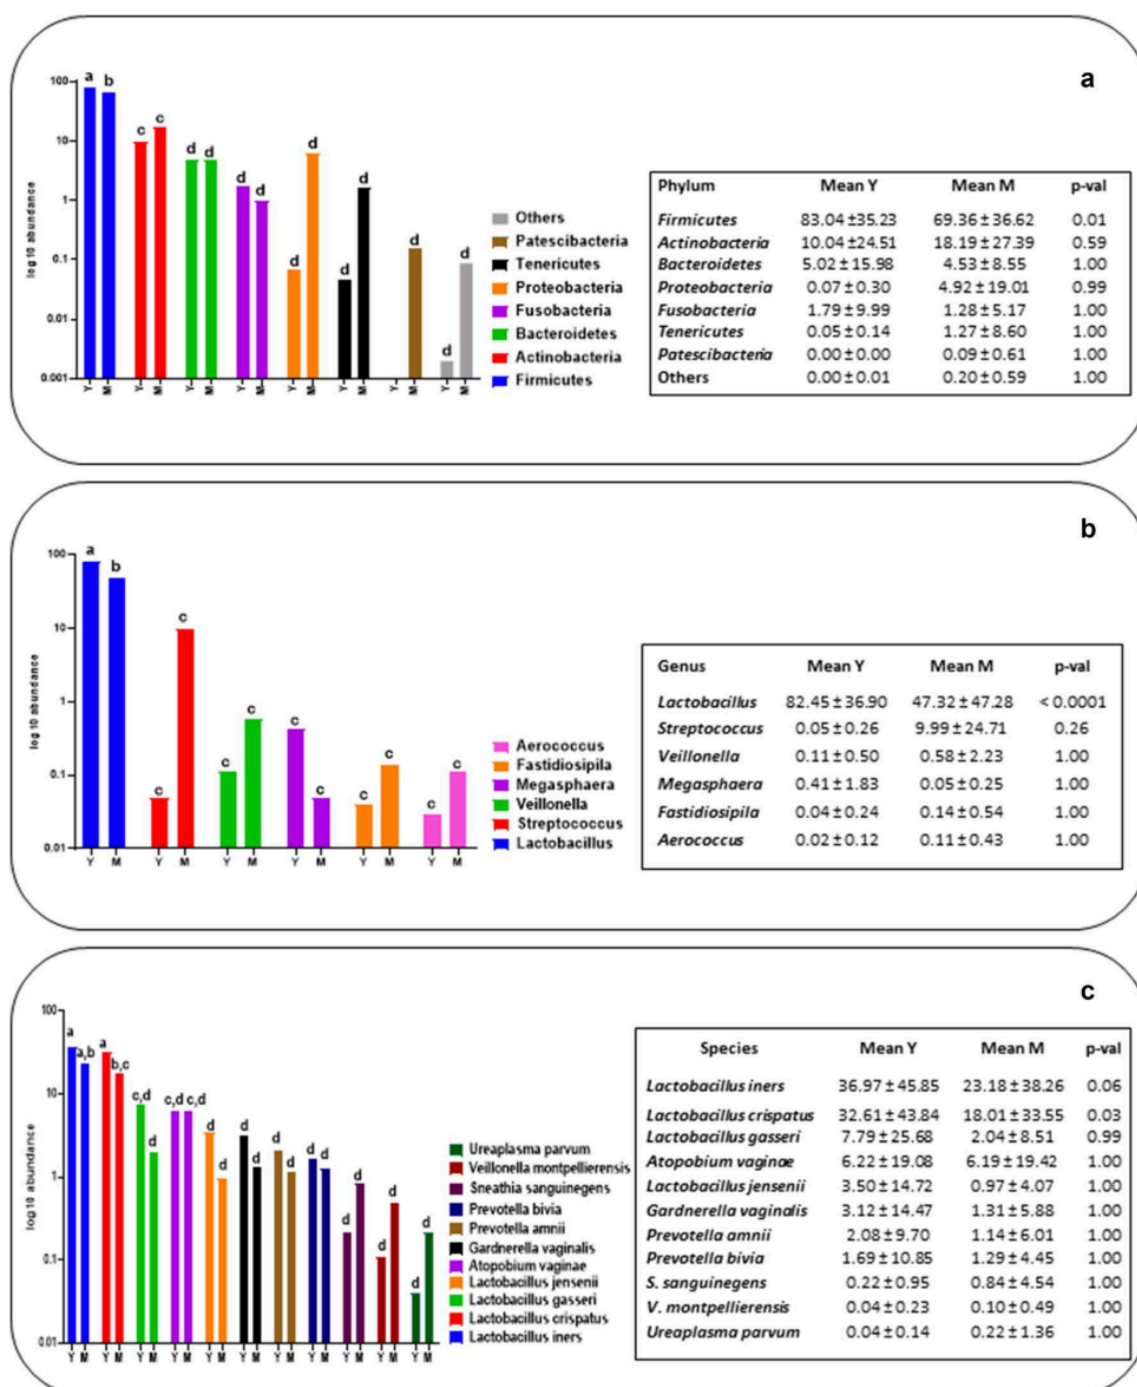 a
log 10 abundance
100
10
1
0.1
0.01
0.001
a b c c d d d d d d d d d d d
Y M Y M Y M Y M Y M Y M Y M Y M
Others
Patescibacteria
Tenericutes
Proteobacteria
Fusobacteria
Bacteroidetes
Actinobacteria
Firmicutes
Phylum Mean Y Mean M p-val
Firmicutes 83.04±35.23 69.36±36.62 0.01
Actinobacteria 10.04±24.51 18.19±27.39 0.59
Bacteroidetes 5.02±15.98 4.53±8.55 1.00
Proteobacteria 0.07±0.30 4.92±19.01 0.99
Fusobacteria 1.79±9.99 1.28±5.17 1.00
Tenericutes 0.05±0.14 1.27±8.60 1.00
Patescibacteria 0.00±0.00 0.09±0.61 1.00
Others 0.00±0.01 0.20±0.59 1.00
b
log 10 abundance
100
10
1
0.1
0.01
a b c c c c c c c c c c
Y M Y M Y M Y M Y M Y M
Aerococcus
Fastidiosipila
Megasphaera
Veillonella
Streptococcus
Lactobacillus
Genus Mean Y Mean M p-val
Lactobacillus 82.45±36.90 47.32±47.28 <0.0001
Streptococcus 0.05±0.26 9.99±24.71 0.26
Veillonella 0.11±0.50 0.58±2.23 1.00
Megasphaera 0.41±1.83 0.05±0.25 1.00
Fastidiosipila 0.04±0.24 0.14±0.54 1.00
Aerococcus 0.02±0.12 0.11±0.43 1.00
c
log 10 abundance
100
10
1
0.1
0.01
a a,b a b,c c,d d c,d c,d d d d d d d d d d d d d d d
Y M Y M Y M Y M Y M Y M Y M Y M Y M Y M Y M
Ureaplasma parvum
Veillonella montpellierensis
Sneathia sanguinegens
Prevotella bivia
Prevotella amnii
Gardnerella vaginalis
Atopobium vaginae
Lactobacillus jensenii
Lactobacillus gasseri
Lactobacillus crispatus
Lactobacillus iners
Species Mean Y Mean M p-val
Lactobacillus iners 36.97±45.85 23.18±38.26 0.06
Lactobacillus crispatus 32.61±43.84 18.01±33.55 0.03
Lactobacillus gasseri 7.79±25.68 2.04±8.51 0.99
Atopobium vaginae 6.22±19.08 6.19±19.42 1.00
Lactobacillus jensenii 3.50±14.72 0.97±4.07 1.00
Gardnerella vaginalis 3.12±14.47 1.31±5.88 1.00
Prevotella amnii 2.08±9.70 1.14±6.01 1.00
Prevotella bivia 1.69±10.85 1.29±4.45 1.00
S. sanguinegens 0.22±0.95 0.84±4.54 1.00
V. montpellierensis 0.04±0.23 0.10±0.49 1.00
Ureaplasma parvum 0.04±0.14 0.22±1.36 1.00